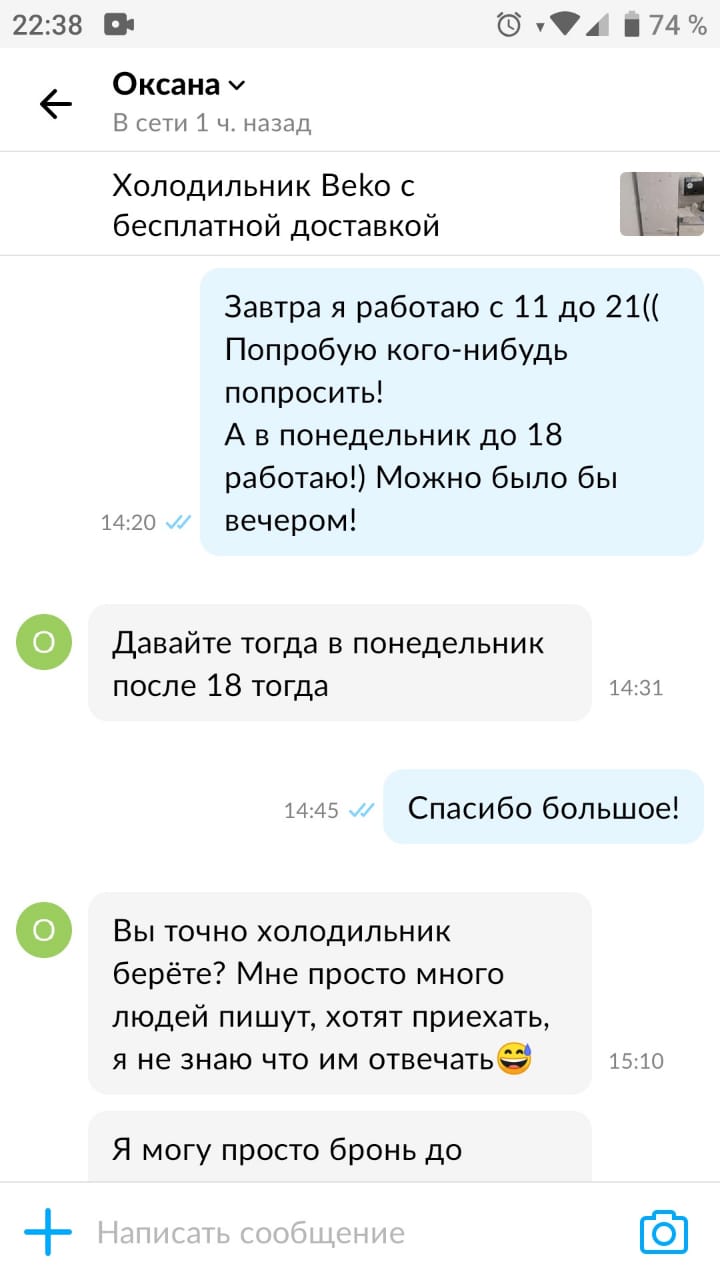 22:38
74 %
Оксана
В сети 1 ч. назад
Холодильник Beko с
бесплатной доставкой
Завтра я работаю с 11 до 21((
Попробую кого-нибудь
попросить!
А в понедельник до 18
работаю!) Можно было бы
вечером!
14:20
О
Давайте тогда в понедельник
после 18 тогда
14:31
14:45
Спасибо большое!
О
Вы точно холодильник
берёте? Мне просто много
людей пишут, хотят приехать,
я не знаю что им отвечать😅
15:10
Я могу просто бронь до
Написать сообщение